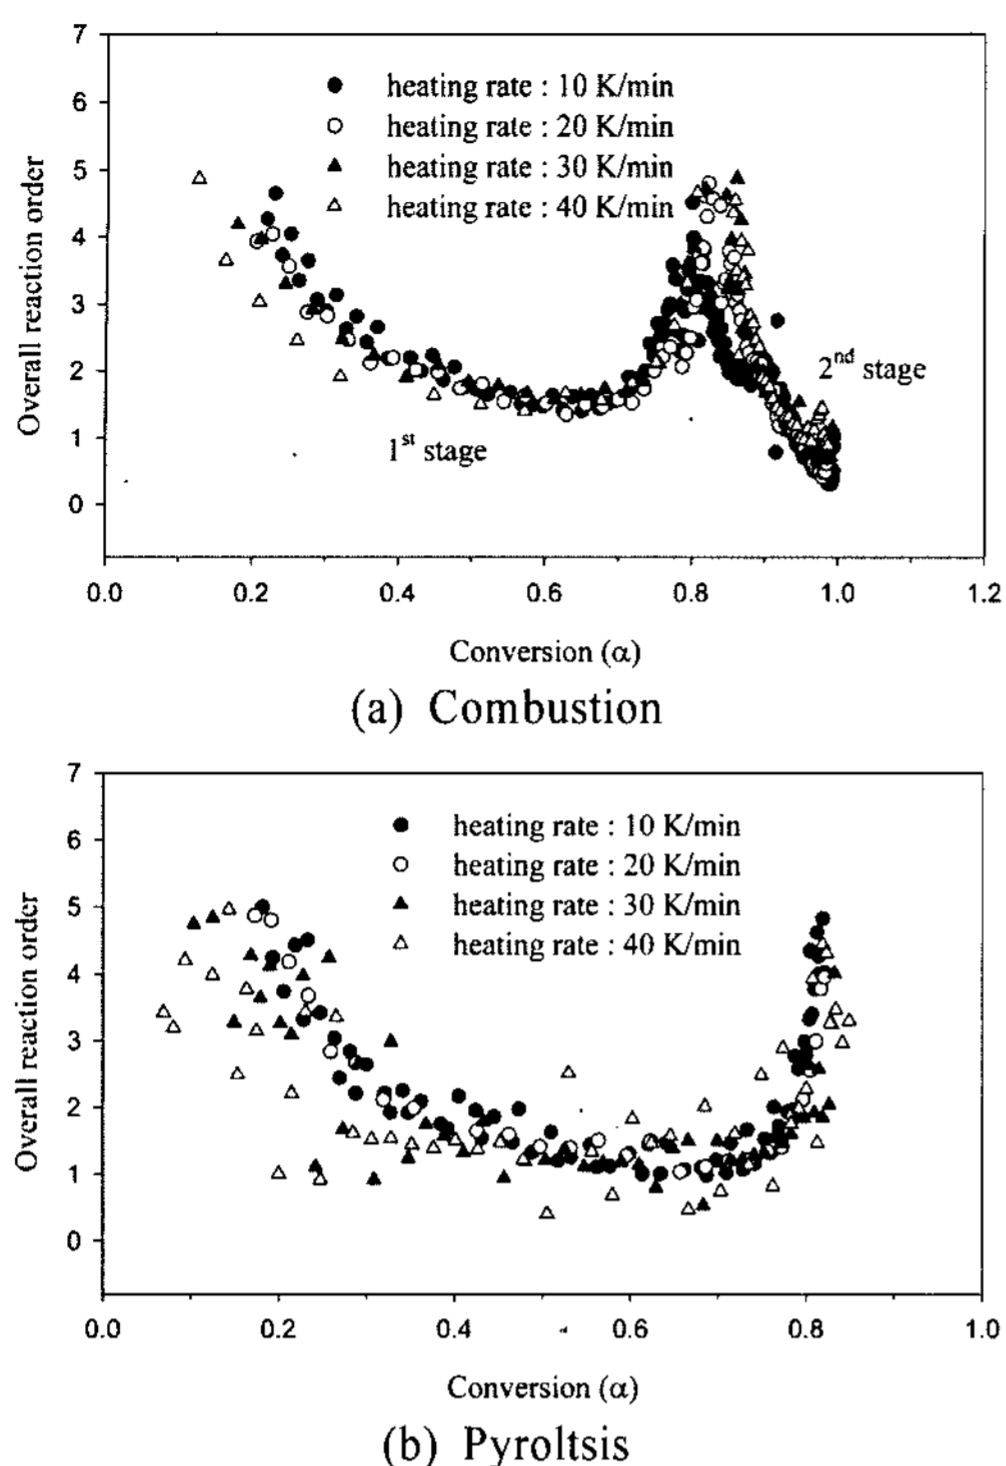 7
6
5
4
3
2
1
0
Overall reaction order
heating rate : 10 K/min
heating rate : 20 K/min
heating rate : 30 K/min
heating rate : 40 K/min
1st stage
2nd stage
0.0 0.2 0.4 0.6 0.8 1.0 1.2
Conversion (α)
(a) Combustion
7
6
5
4
3
2
1
0
Overall reaction order
heating rate : 10 K/min
heating rate : 20 K/min
heating rate : 30 K/min
heating rate : 40 K/min
0.0 0.2 0.4 0.6 0.8 1.0
Conversion (α)
(b) Pyroltsis